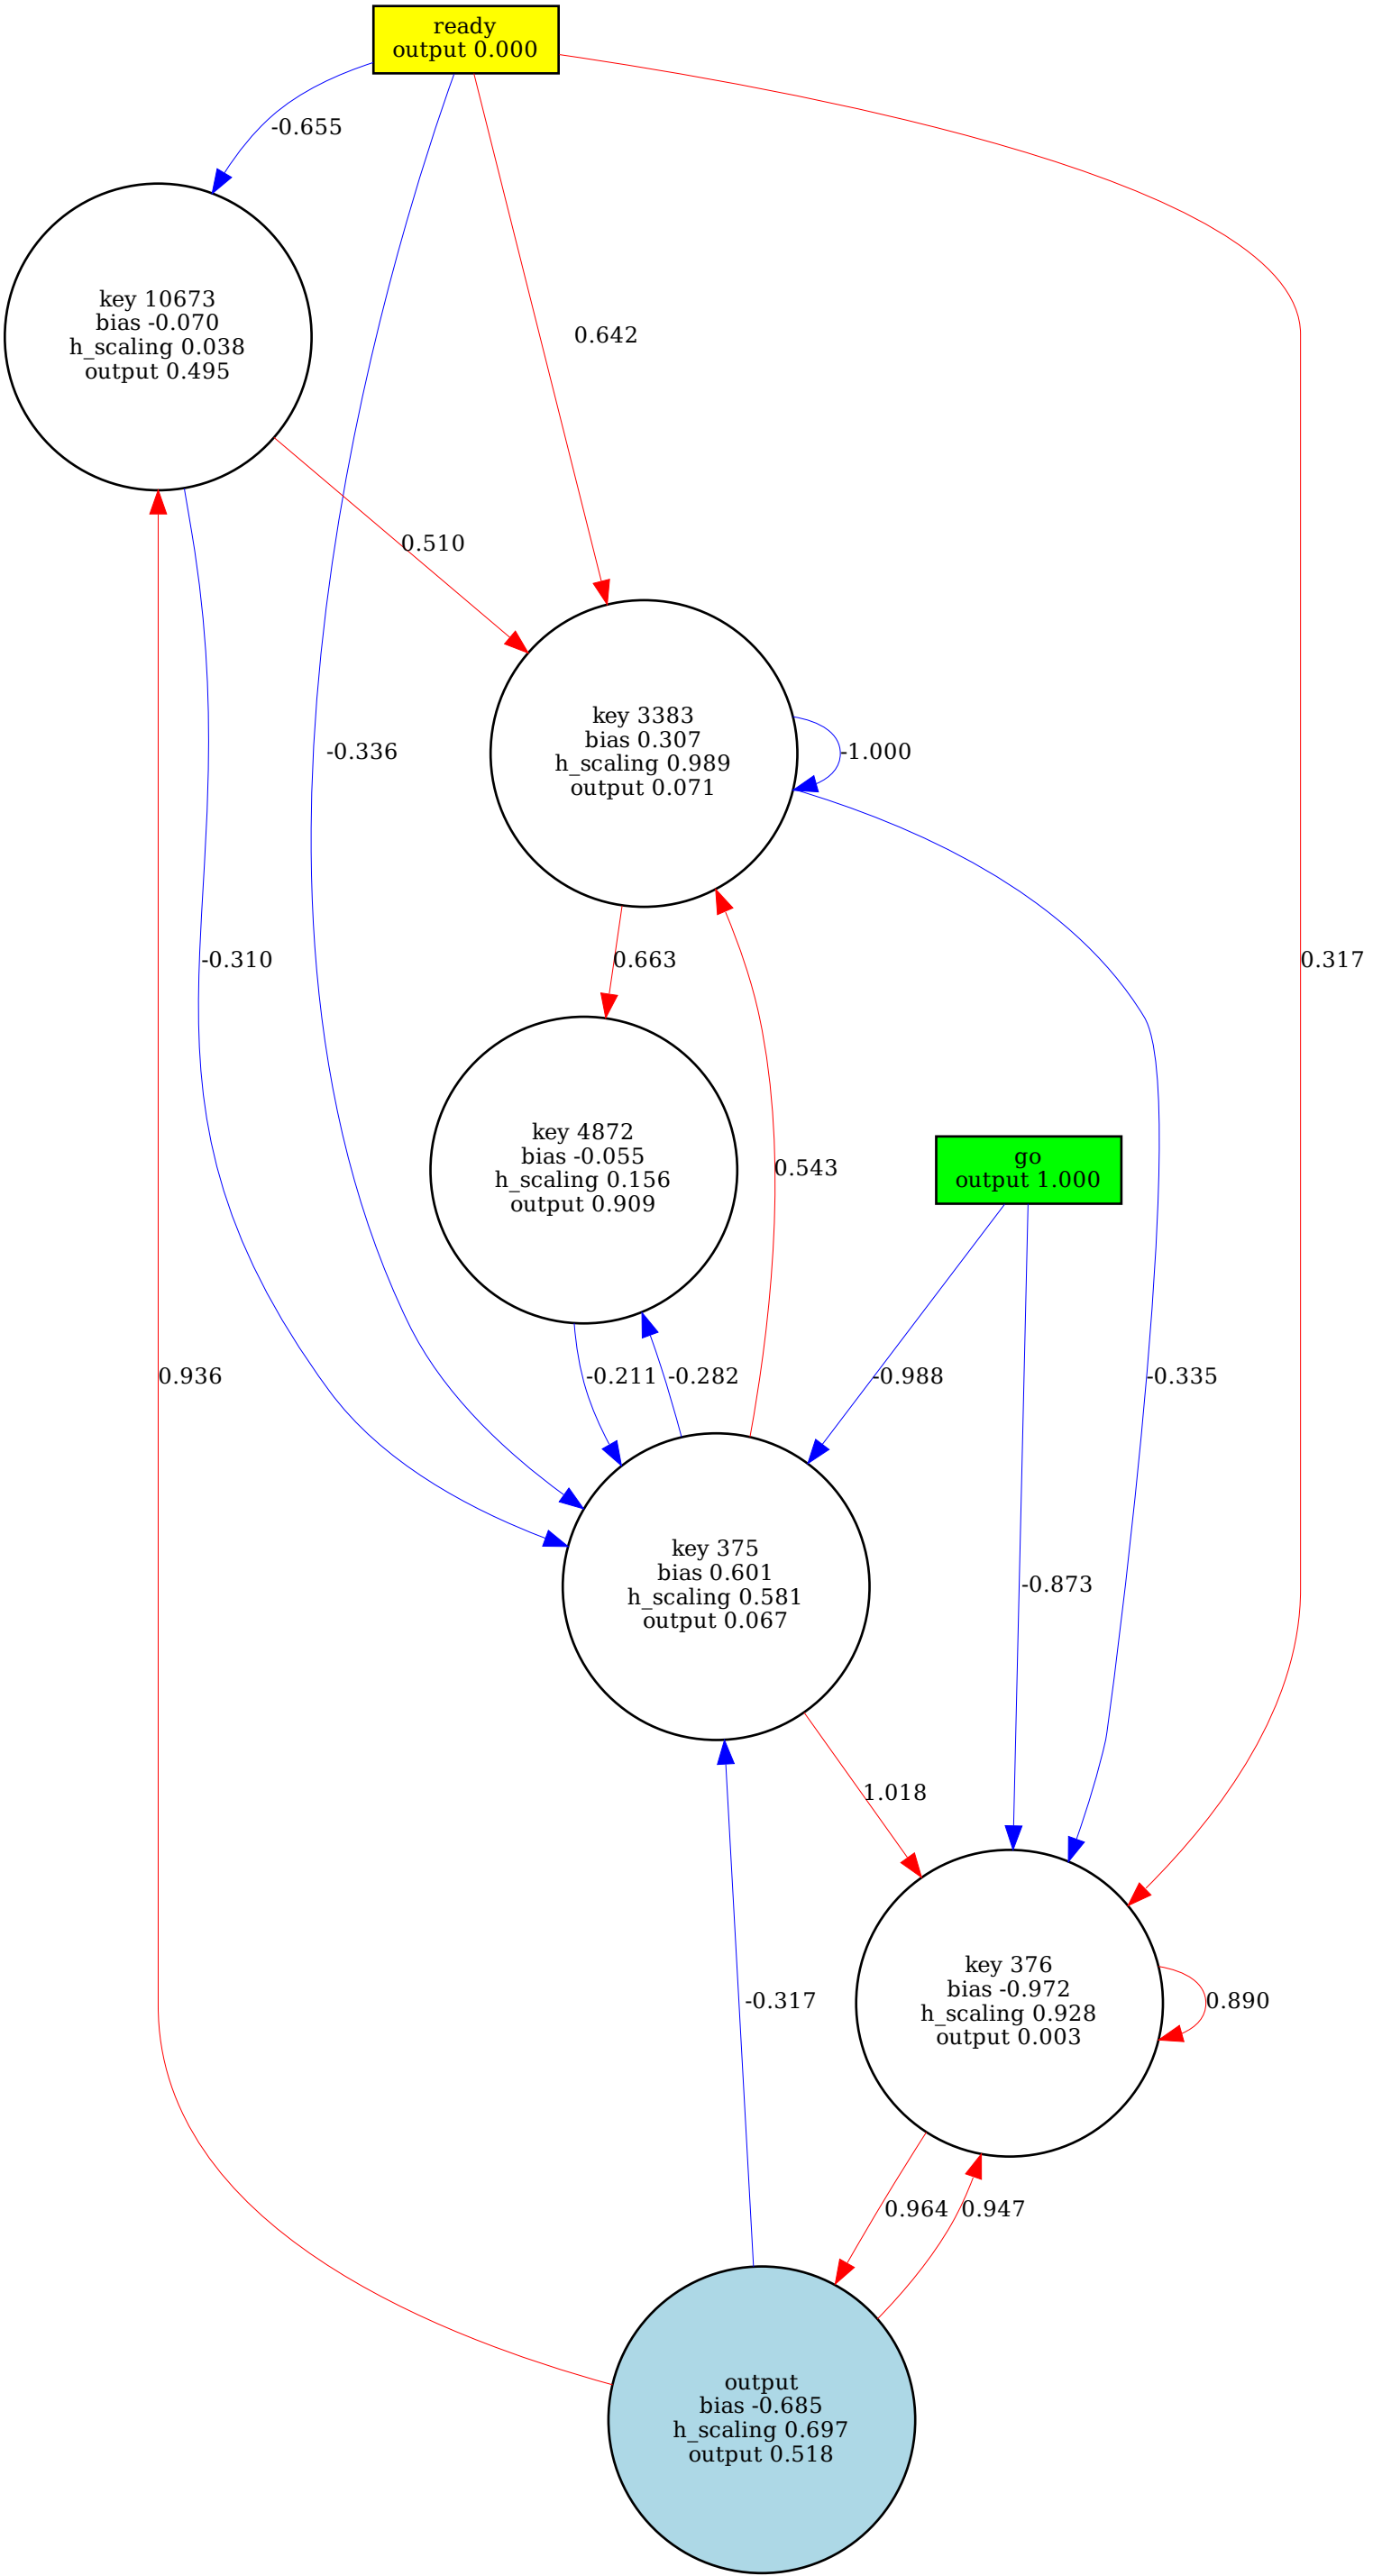 ready
output 0.000
-0.655
key 10673
bias -0.070
h_scaling 0.038
output 0.495
0.642
0.510
key 3383
bias 0.307
h_scaling 0.989
output 0.071
-1.000
-0.336
-0.310
0.663
0.317
key 4872
bias -0.055
h_scaling 0.156
output 0.909
0.543
go
output 1.000
0.936
-0.211
-0.282
-0.988
-0.335
key 375
bias 0.601
h_scaling 0.581
output 0.067
-0.873
1.018
key 376
bias -0.972
h_scaling 0.928
output 0.003
0.890
-0.317
0.964
0.947
output
bias -0.685
h_scaling 0.697
output 0.518